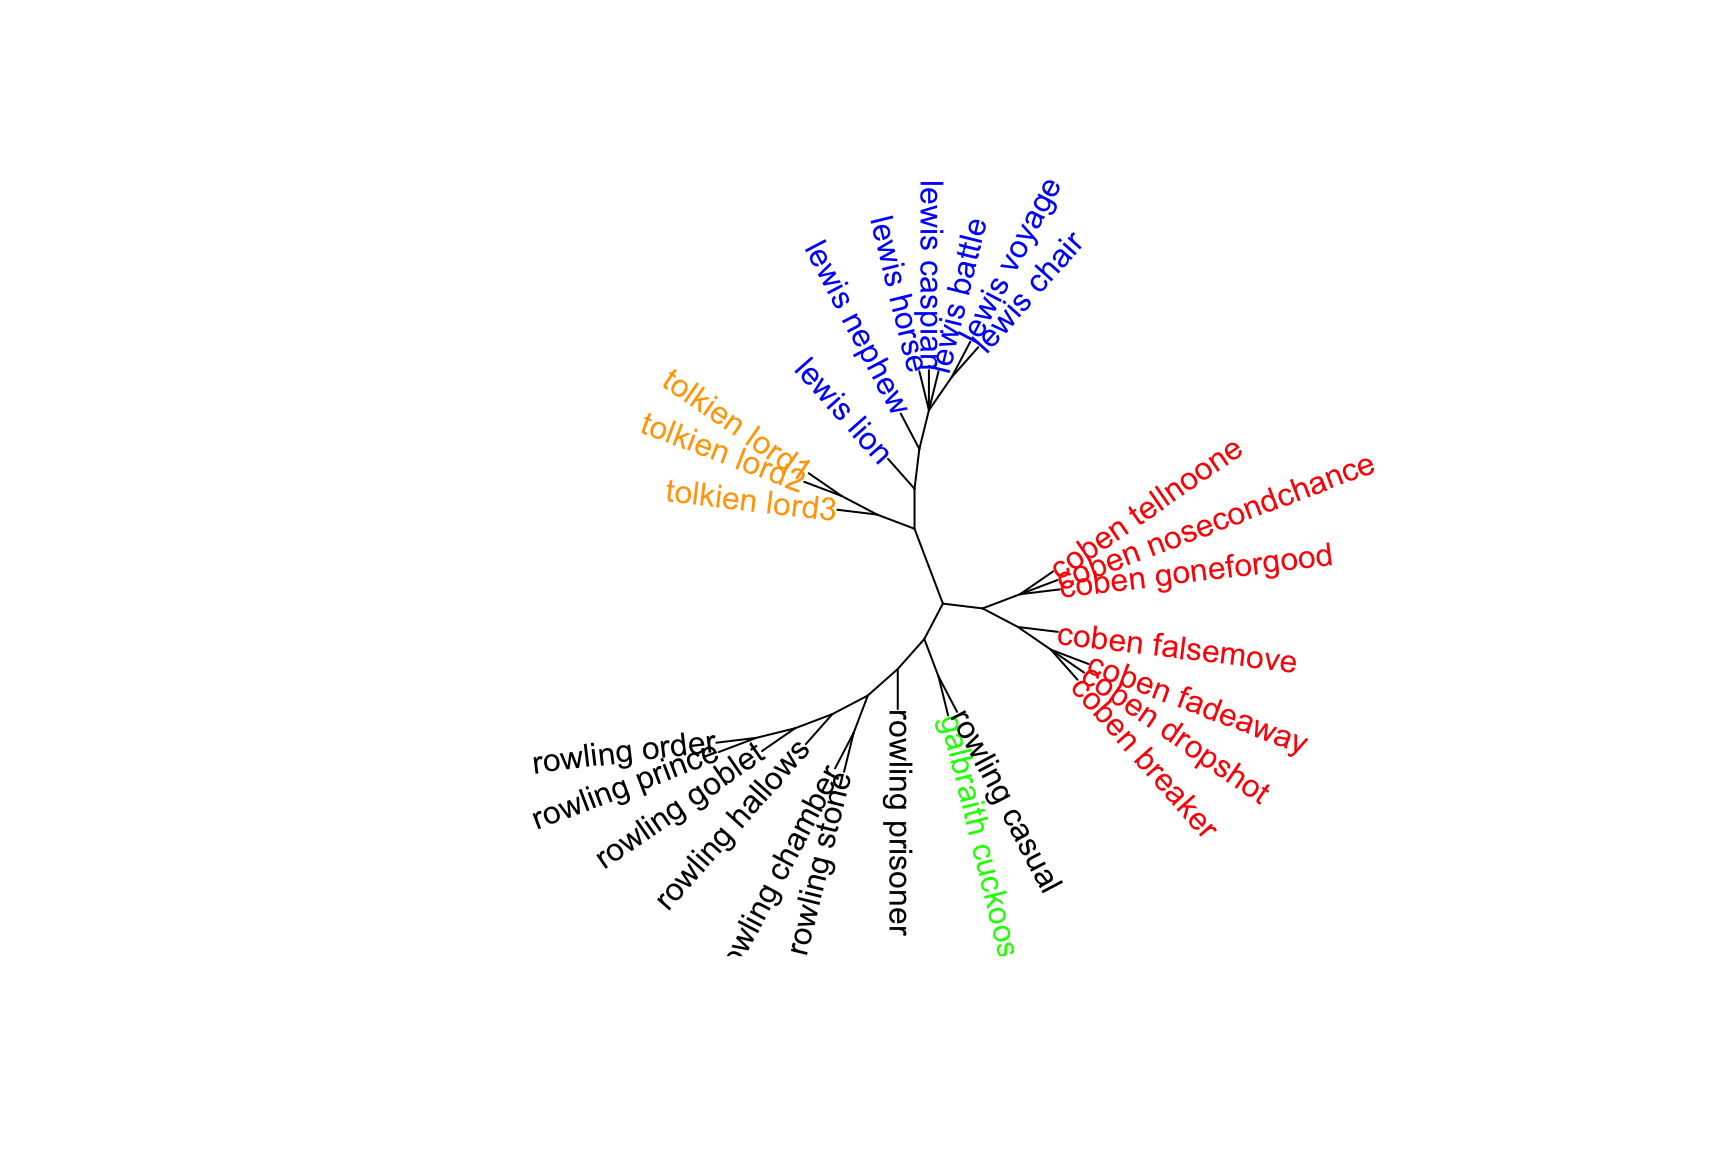 lewis caspian
lewis voyage
lewis horse
lewis battle
lewis chair
lewis nephew
lewis lion
tolkien lord1
tolkien lord2
tolkien lord3
coben tellnoone
coben nosecondchance
coben goneforgood
coben falsemove
coben fadeaway
coben dropshot
coben breaker
rowling casual
galbraith cuckoos
rowling prisoner
rowling stone
owling chamber
rowling hallows
rowling goblet
rowling prince
rowling order